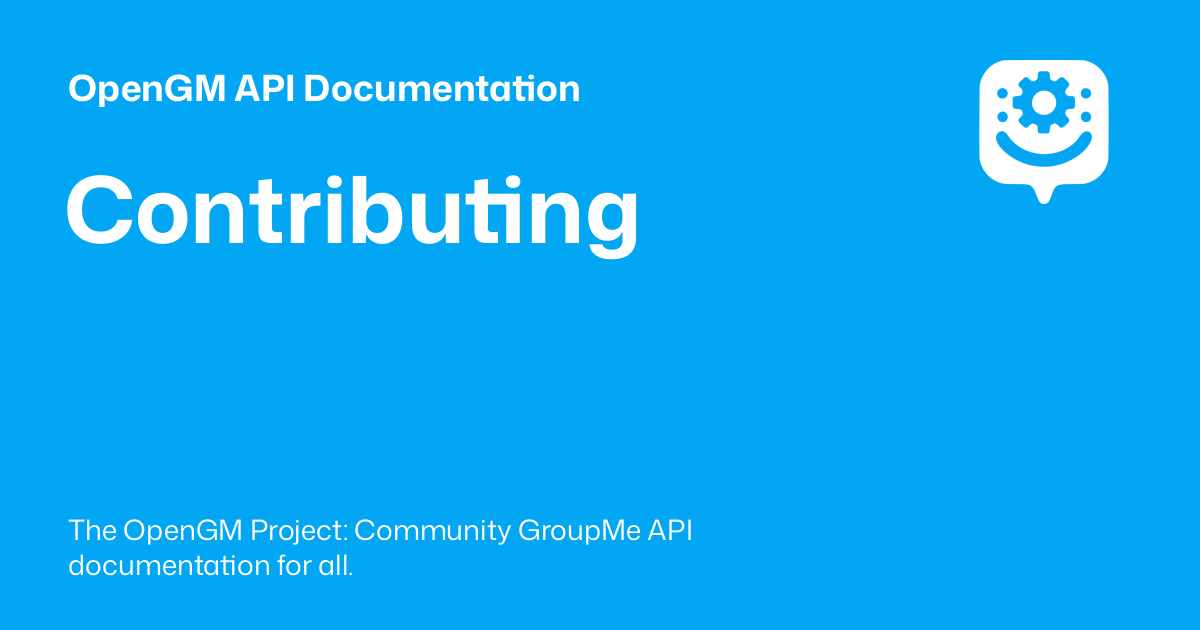 OpenGM API Documentation
Contributing
The OpenGM Project: Community GroupMe API
documentation for all.